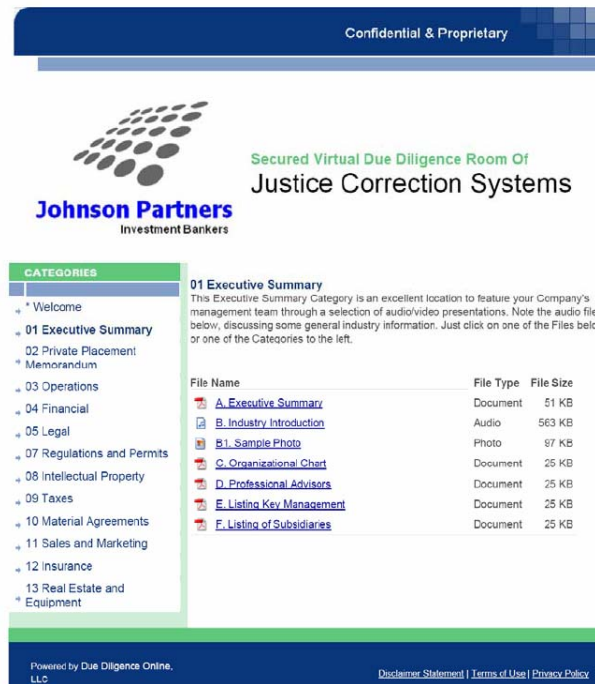 Confidential & Proprietary
Secured Virtual Due Diligence Room Of
Justice Correction Systems
Johnson Partners
Investment Bankers
CATEGORIES
* Welcome
01 Executive Summary
02 Private Placement
Memorandum
03 Operations
04 Financial
05 Legal
07 Regulations and Permits
08 Intellectual Property
09 Taxes
10 Material Agreements
11 Sales and Marketing
12 Insurance
13 Real Estate and
Equipment
01 Executive Summary
This Executive Summary Category is an excellent location to feature your Company's
management team through a selection of audio/video presentations. Note the audio file
below, discussing some general industry information. Just click on one of the Files belo
or one of the Categories to the left.
File Name File Type File Size
A. Executive Summary Document 51 KB
B. Industry Introduction Audio 563 KB
B1. Sample Photo Photo 97 KB
C. Organizational Chart Document 25 KB
D. Professional Advisors Document 25 KB
E. Listing Key Management Document 25 KB
F. Listing of Subsidiaries Document 25 KB
Powered by Due Diligence Online,
LLC
Disclaimer Statement | Terms of Use | Privacy Policy